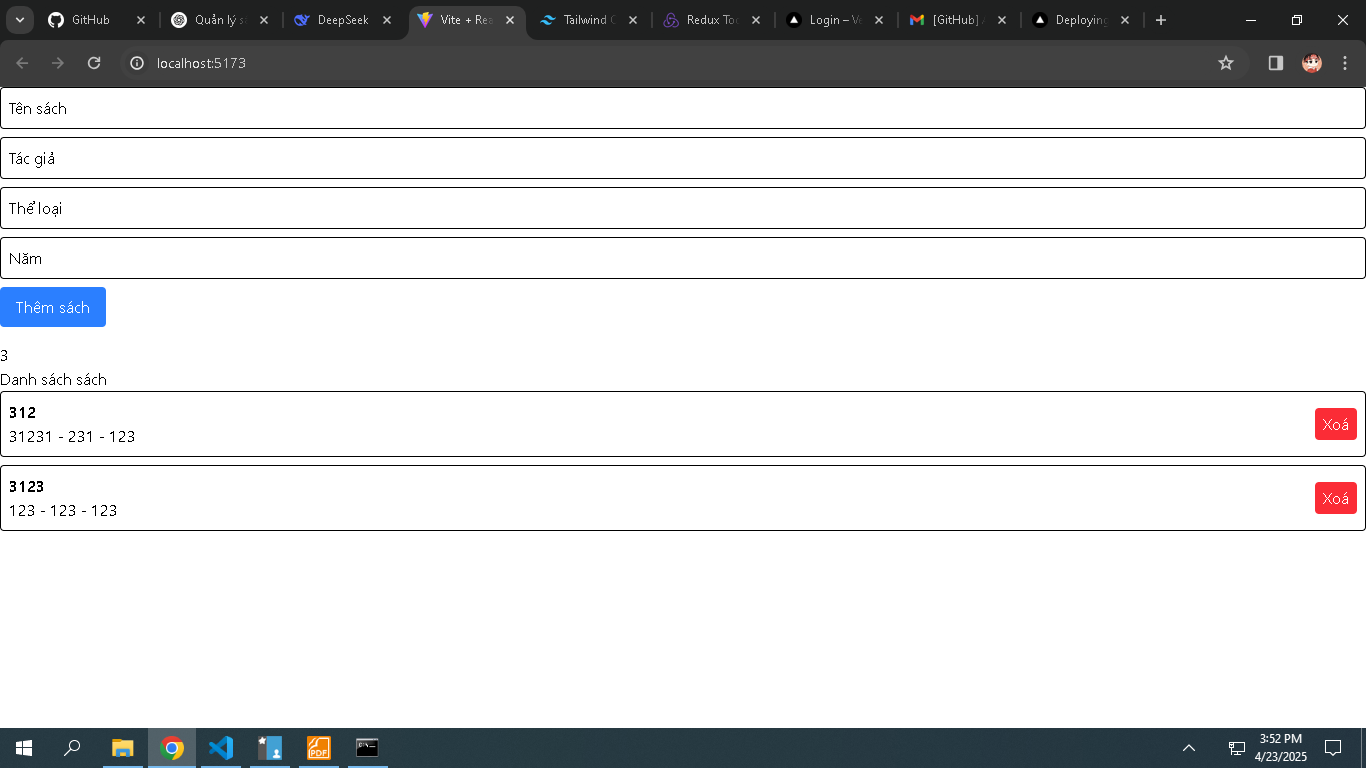 GitHub
Quản lý s
DeepSeek
Vite + Rea
Tailwind C
Redux Too
Login – Ve
[GitHub] A
Deploying
localhost:5173
Tên sách
Tác giả
Thể loại
Năm
Thêm sách
3
Danh sách sách
312
31231 - 231 - 123
Xoá
3123
123 - 123 - 123
Xoá
PDF
3:52 PM
4/23/2025